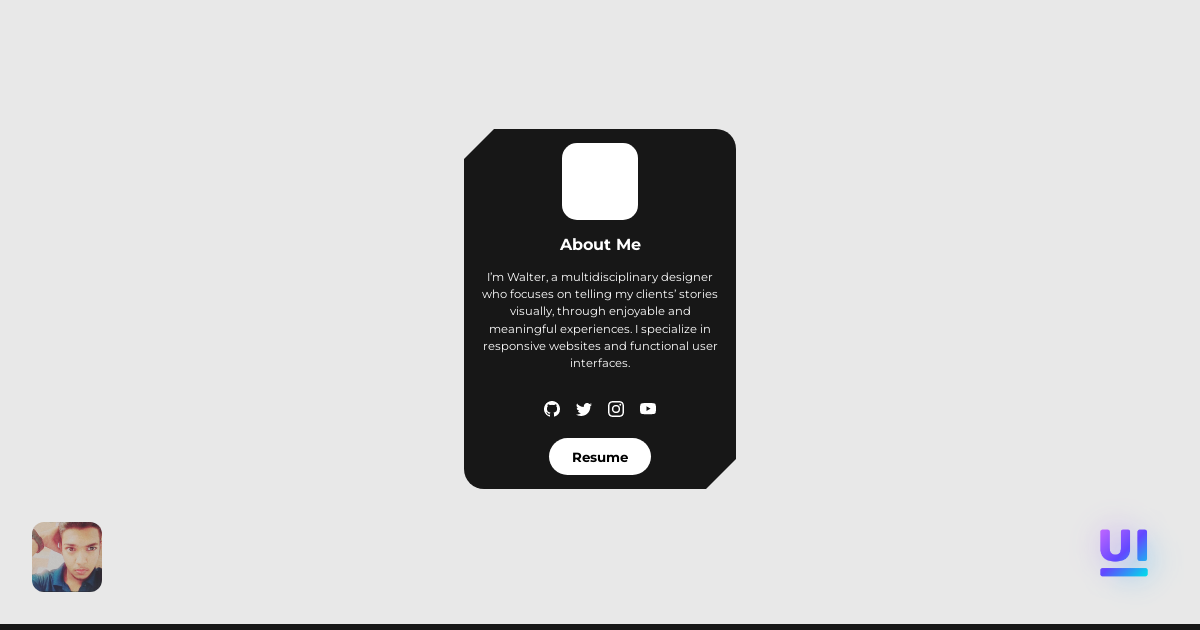 About Me
I'm Walter, a multidisciplinary designer
who focuses on telling my clients' stories
visually, through enjoyable and
meaningful experiences. I specialize in
responsive websites and functional user
interfaces.
Resume
UI